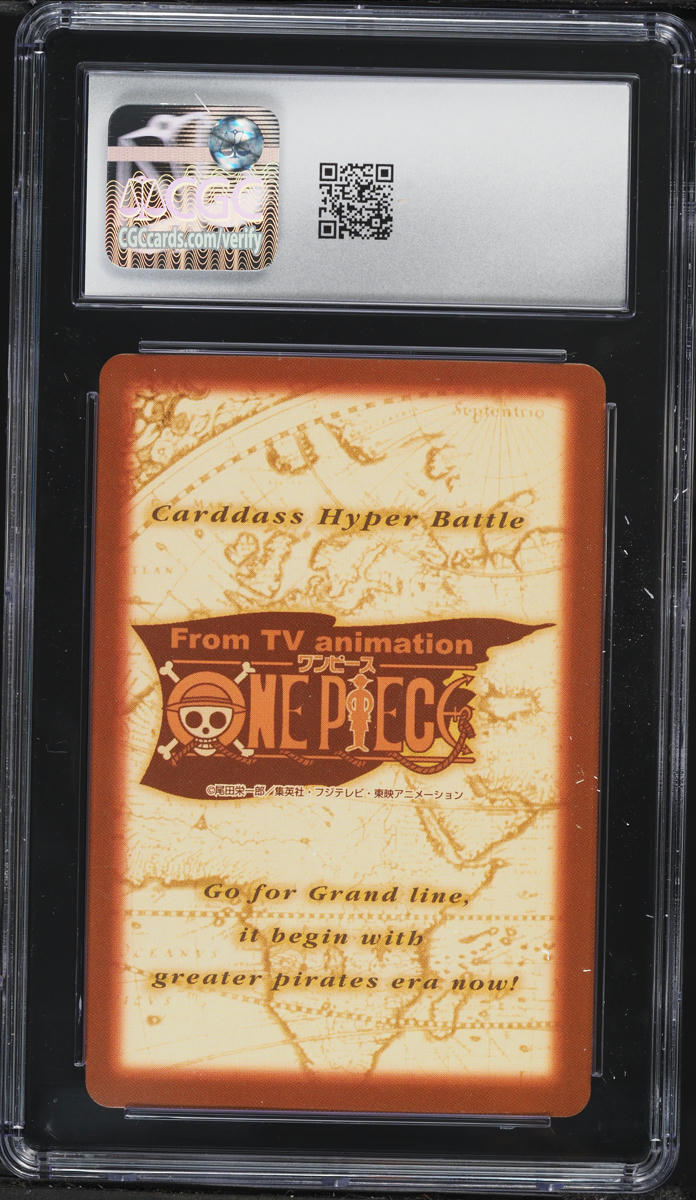 CGC
CGCcards.com/verify
Septentrio
Carddass Hyper Battle
From TV animation
ワンピース
ONE PIECE
©尾田栄一郎／集英社・フジテレビ・東映アニメーション
Go for Grand line,
it begin with
greater pirates era now!